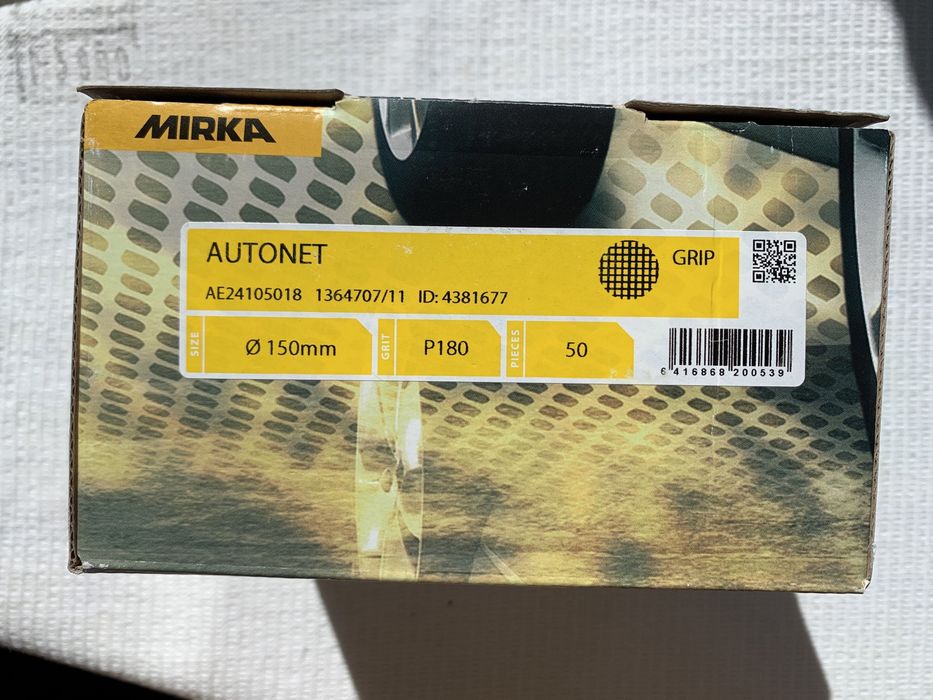 MIRKA
AUTONET
GRIP
AE24105018 1364707/11 ID: 4381677
SIZE
Ø 150mm
GRIT
P180
PIECES
50
6 416868 200539